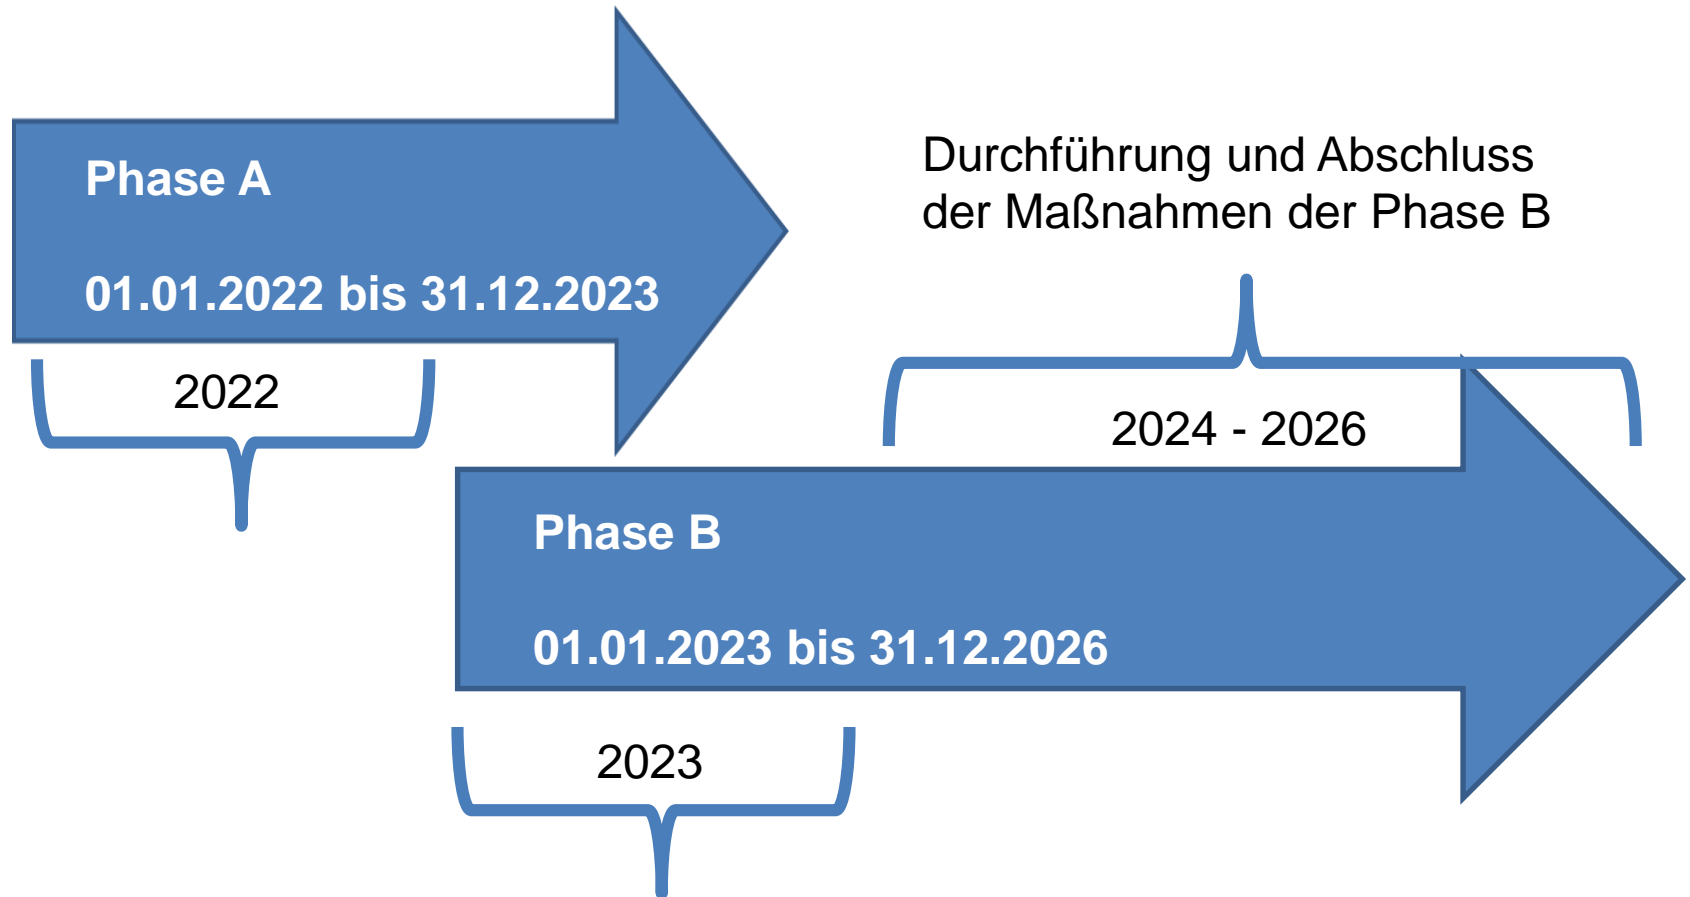 Phase A
01.01.2022 bis 31.12.2023
Durchführung und Abschluss
der Maßnahmen der Phase B
2022
2024 - 2026
Phase B
01.01.2023 bis 31.12.2026
2023